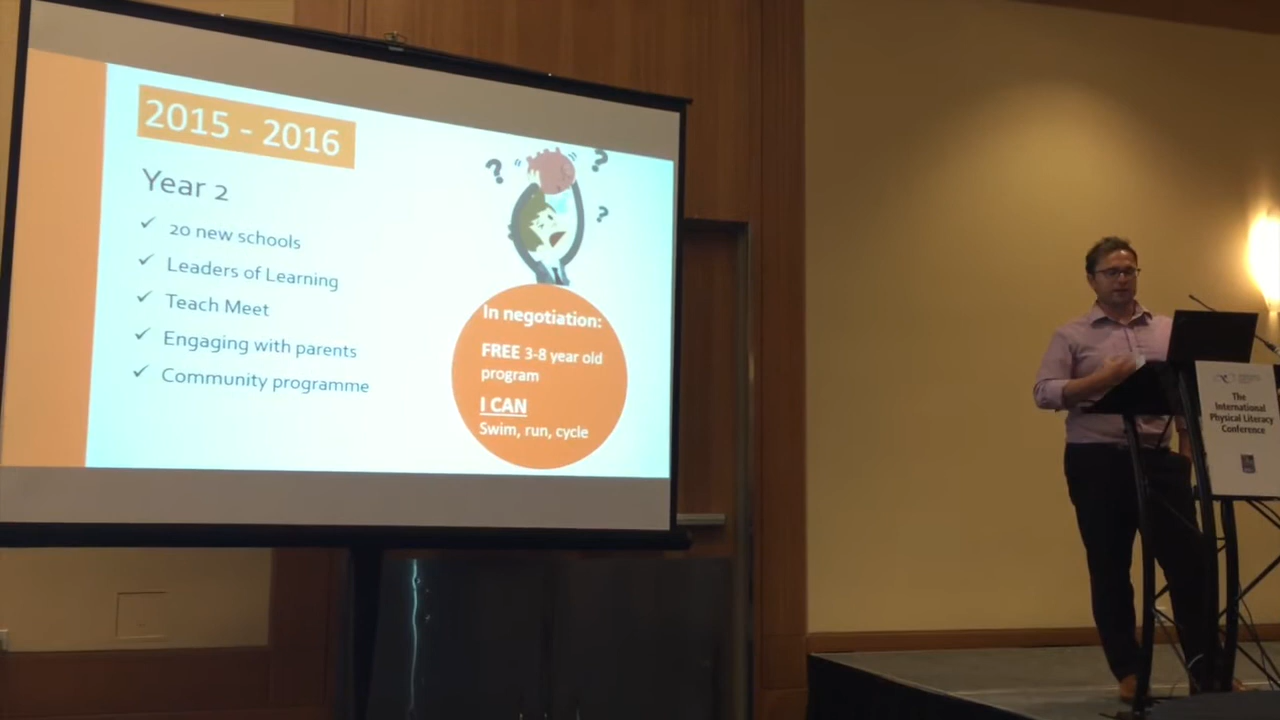 2015 - 2016
Year 2
✓ 20 new schools
✓ Leaders of Learning
✓ Teach Meet
✓ Engaging with parents
✓ Community programme
? ? ?
In negotiation:
FREE 3-8 year old
program
I CAN
Swim, run, cycle
The
International
Physical Literacy
Conference